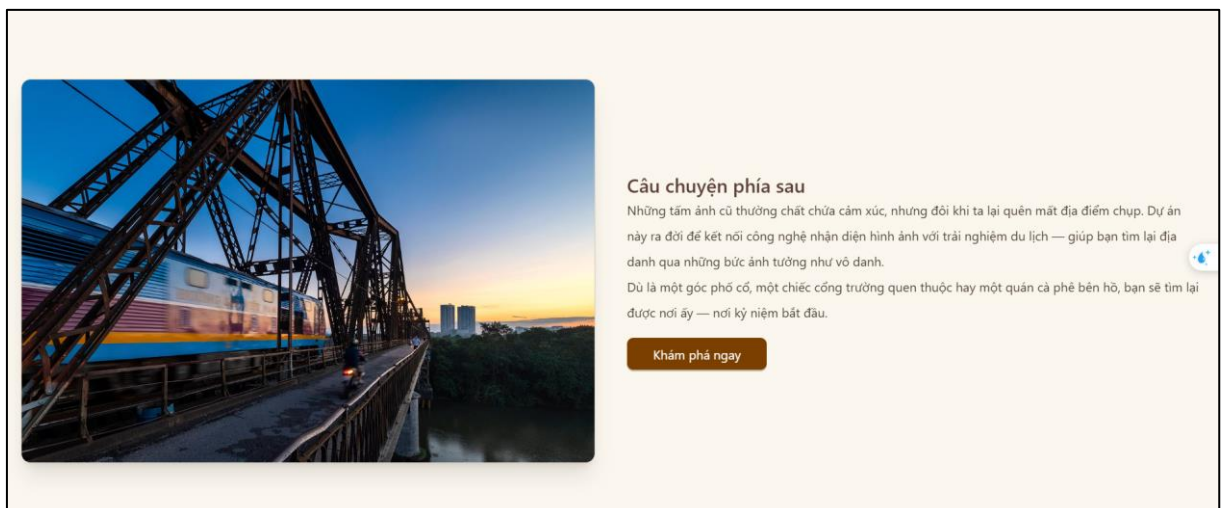 Câu chuyện phía sau
Những tấm ảnh cũ thường chất chứa cảm xúc, nhưng đôi khi ta lại quên mất địa điểm chụp. Dự án
này ra đời để kết nối công nghệ nhận diện hình ảnh với trải nghiệm du lịch — giúp bạn tìm lại địa
danh qua những bức ảnh tưởng như vô danh.
Dù là một góc phố cổ, một chiếc cổng trường quen thuộc hay một quán cà phê bên hồ, bạn sẽ tìm lại
được nơi ấy — nơi kỷ niệm bắt đầu.
Khám phá ngay